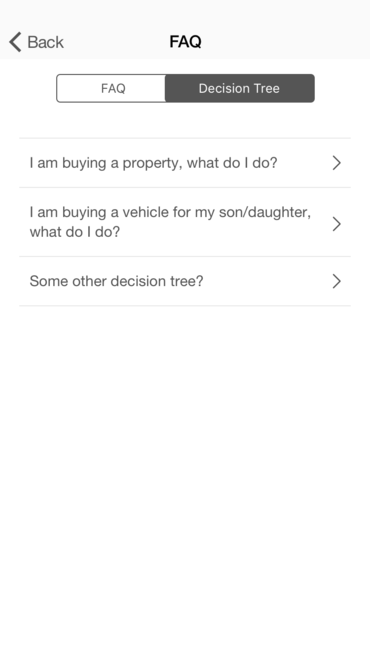 Back
FAQ
FAQ
Decision Tree
I am buying a property, what do I do?
I am buying a vehicle for my son/daughter,
what do I do?
Some other decision tree?